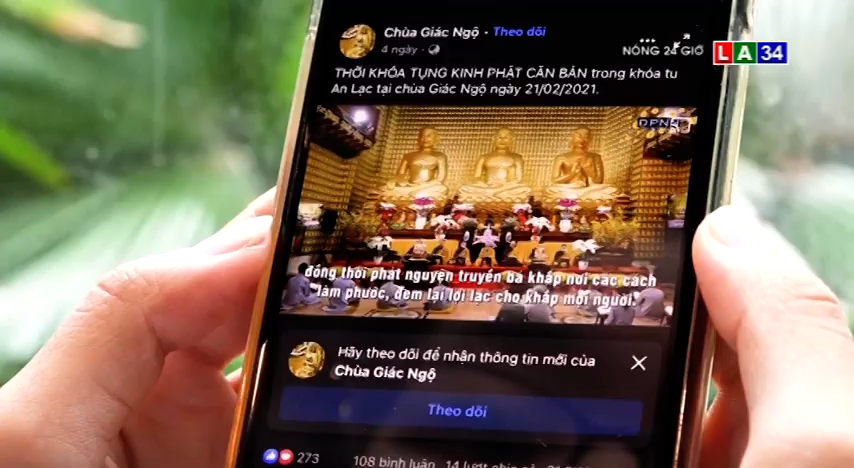 Chùa Giác Ngộ · Theo dõi
4 ngày
NÓNG 24 GIỜ
LA34
THỜI KHÓA TỤNG KINH PHẬT CĂN BẢN trong khóa tu
An Lạc tại chùa Giác Ngộ ngày 21/02/2021.
đồng thời phát nguyện truyền bá khắp nơi các cách
làm phước, đem lại lợi lạc cho khắp mọi người."
Hãy theo dõi để nhận thông tin mới của
Chùa Giác Ngộ
Theo dõi
273
108 bình luận